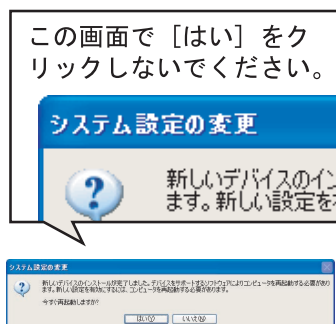 この画面で［はい］をク
リックしないでください。
システム設定の変更
新しいデバイスのイン
ます。新しい設定を
システム設定の変更
新しいデバイスのインストールが完了しました。デバイスをサポートするソフトウェアによりコンピュータを再起動する必要があり
ます。新しい設定を有効にするには、コンピュータを再起動する必要があります。
今すぐ再起動しますか?
はい(Y) いいえ(N)